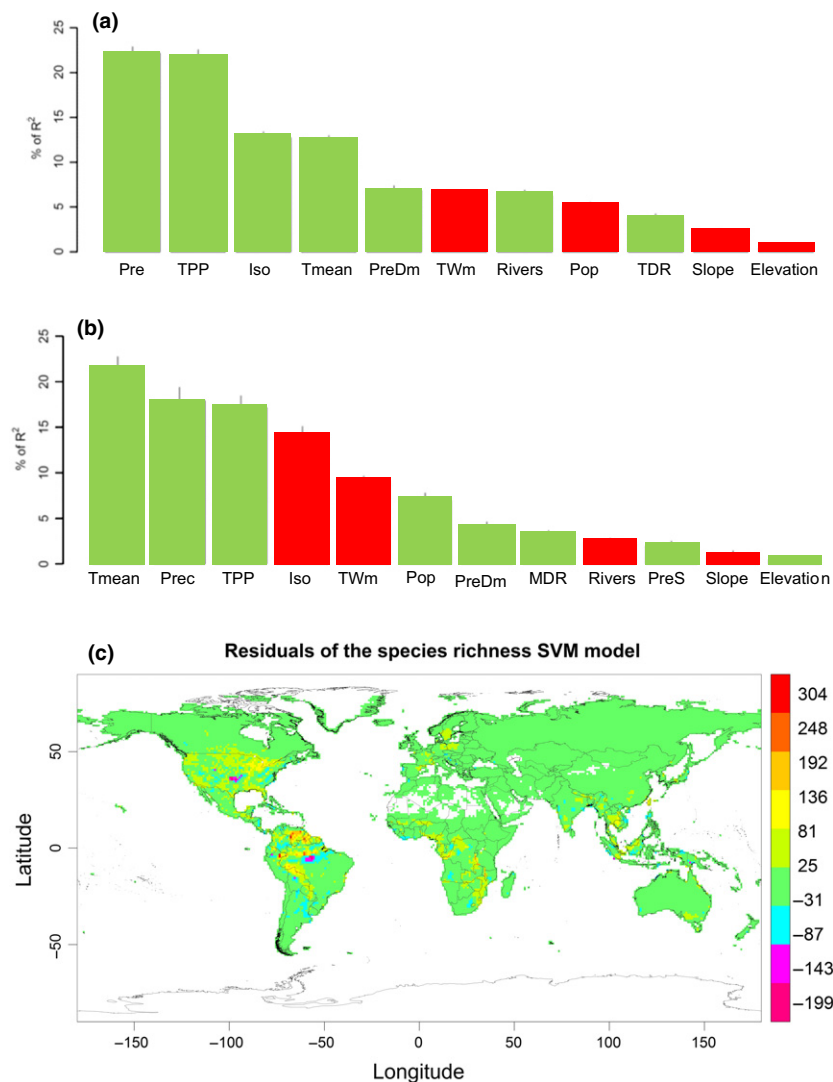 (a)
25
20
15
10
5
0
% of R²
Pre TPP Iso Tmean PreDm TWm Rivers Pop TDR Slope Elevation
(b)
25
20
15
10
5
0
% of R²
Tmean Prec TPP Iso TWm Pop PreDm MDR Rivers PreS Slope Elevation
(c) Residuals of the species richness SVM model
304
248
192
136
81
25
−31
−87
−143
−199
50
0
−50
Latitude
−150 −100 −50 0 50 100 150
Longitude